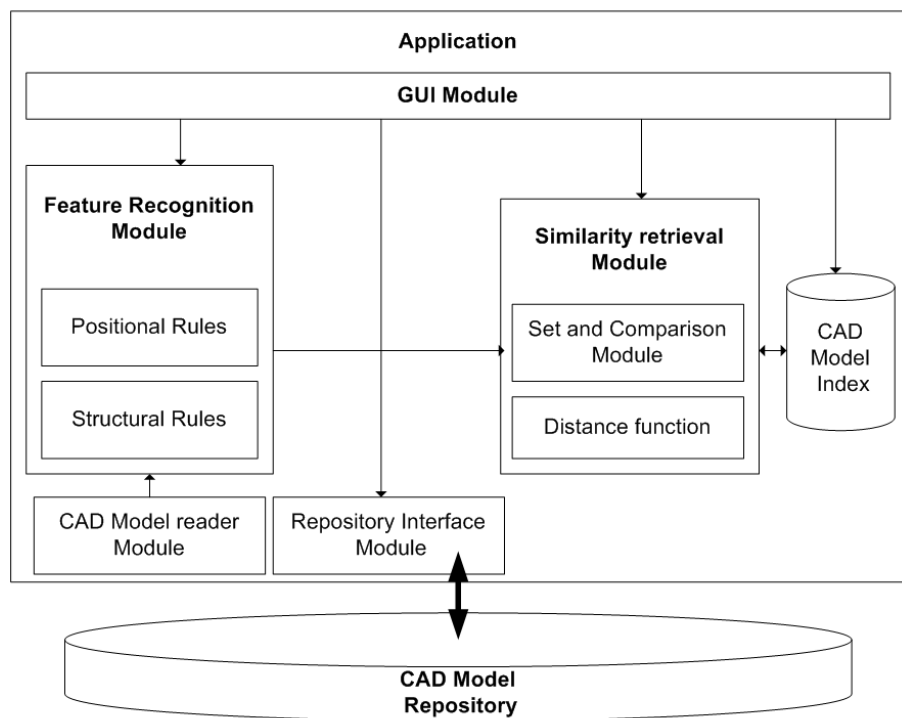 Application
GUI Module
Feature Recognition
Module
Positional Rules
Structural Rules
CAD Model reader
Module
Repository Interface
Module
Similarity retrieval
Module
Set and Comparison
Module
Distance function
CAD
Model
Index
CAD Model
Repository